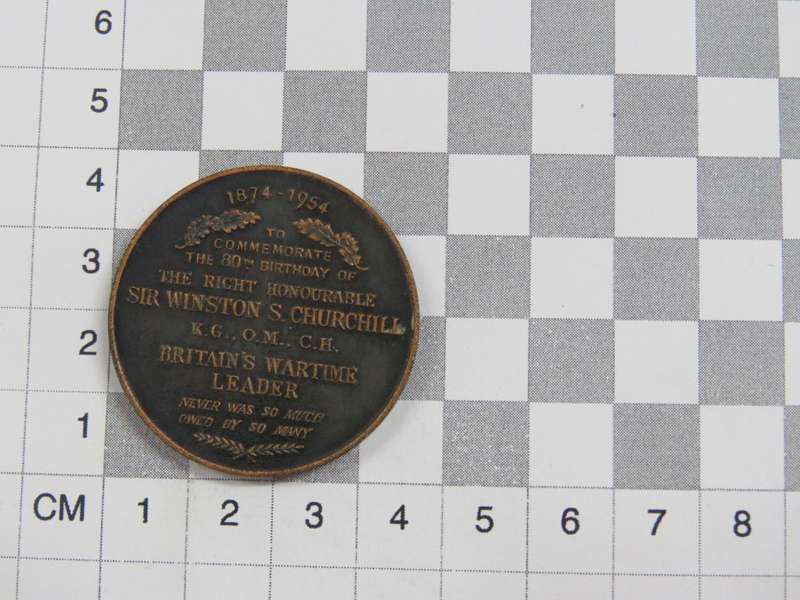 6
5
4
3
2
1
CM 1 2 3 4 5 6 7 8
1874-1954
TO
COMMEMORATE
THE 80TH BIRTHDAY OF
THE RIGHT HONOURABLE
SIR WINSTON S. CHURCHILL
K.G., O.M., C.H.
BRITAIN'S WARTIME
LEADER
NEVER WAS SO MUCH
OWED BY SO MANY